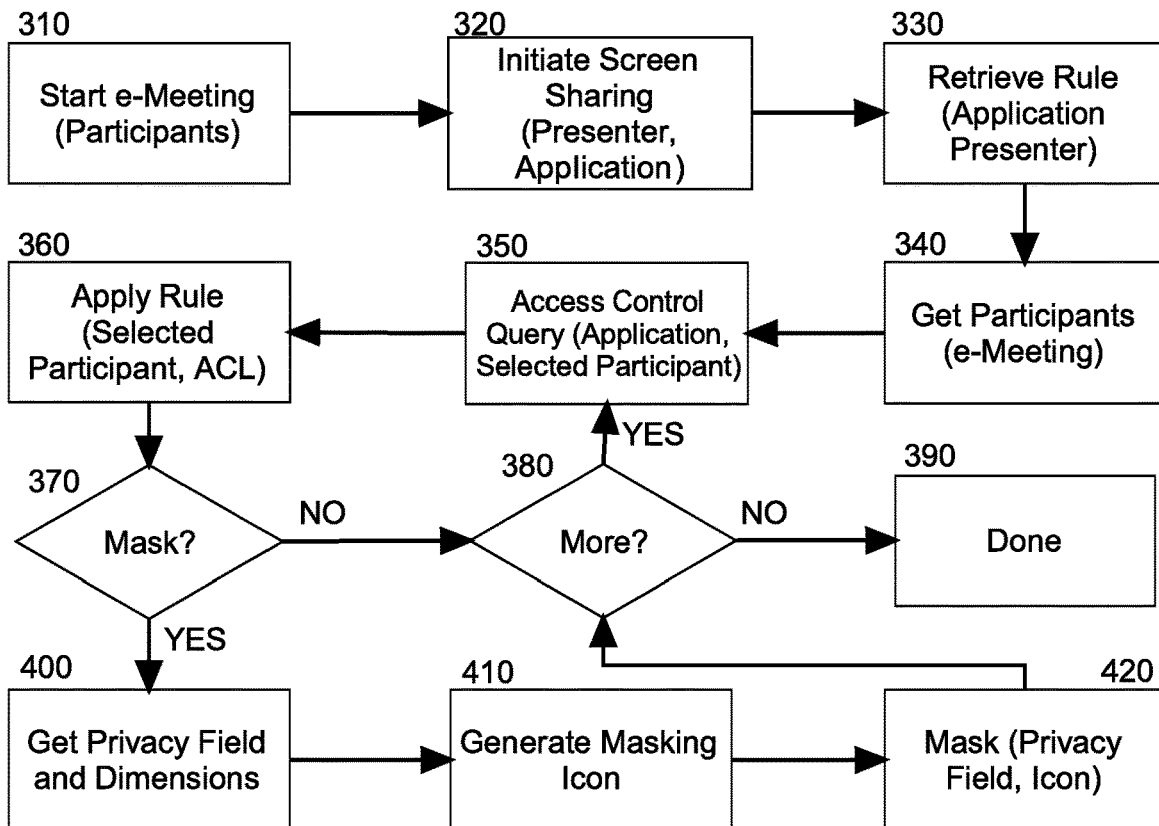 310
Start e-Meeting
(Participants)
320
Initiate Screen
Sharing
(Presenter,
Application)
330
Retrieve Rule
(Application
Presenter)
360
Apply Rule
(Selected
Participant, ACL)
350
Access Control
Query (Application,
Selected Participant)
340
Get Participants
(e-Meeting)
370
Mask?
NO
YES
380
More?
YES
NO
390
Done
400
Get Privacy Field
and Dimensions
410
Generate Masking
Icon
420
Mask (Privacy
Field, Icon)